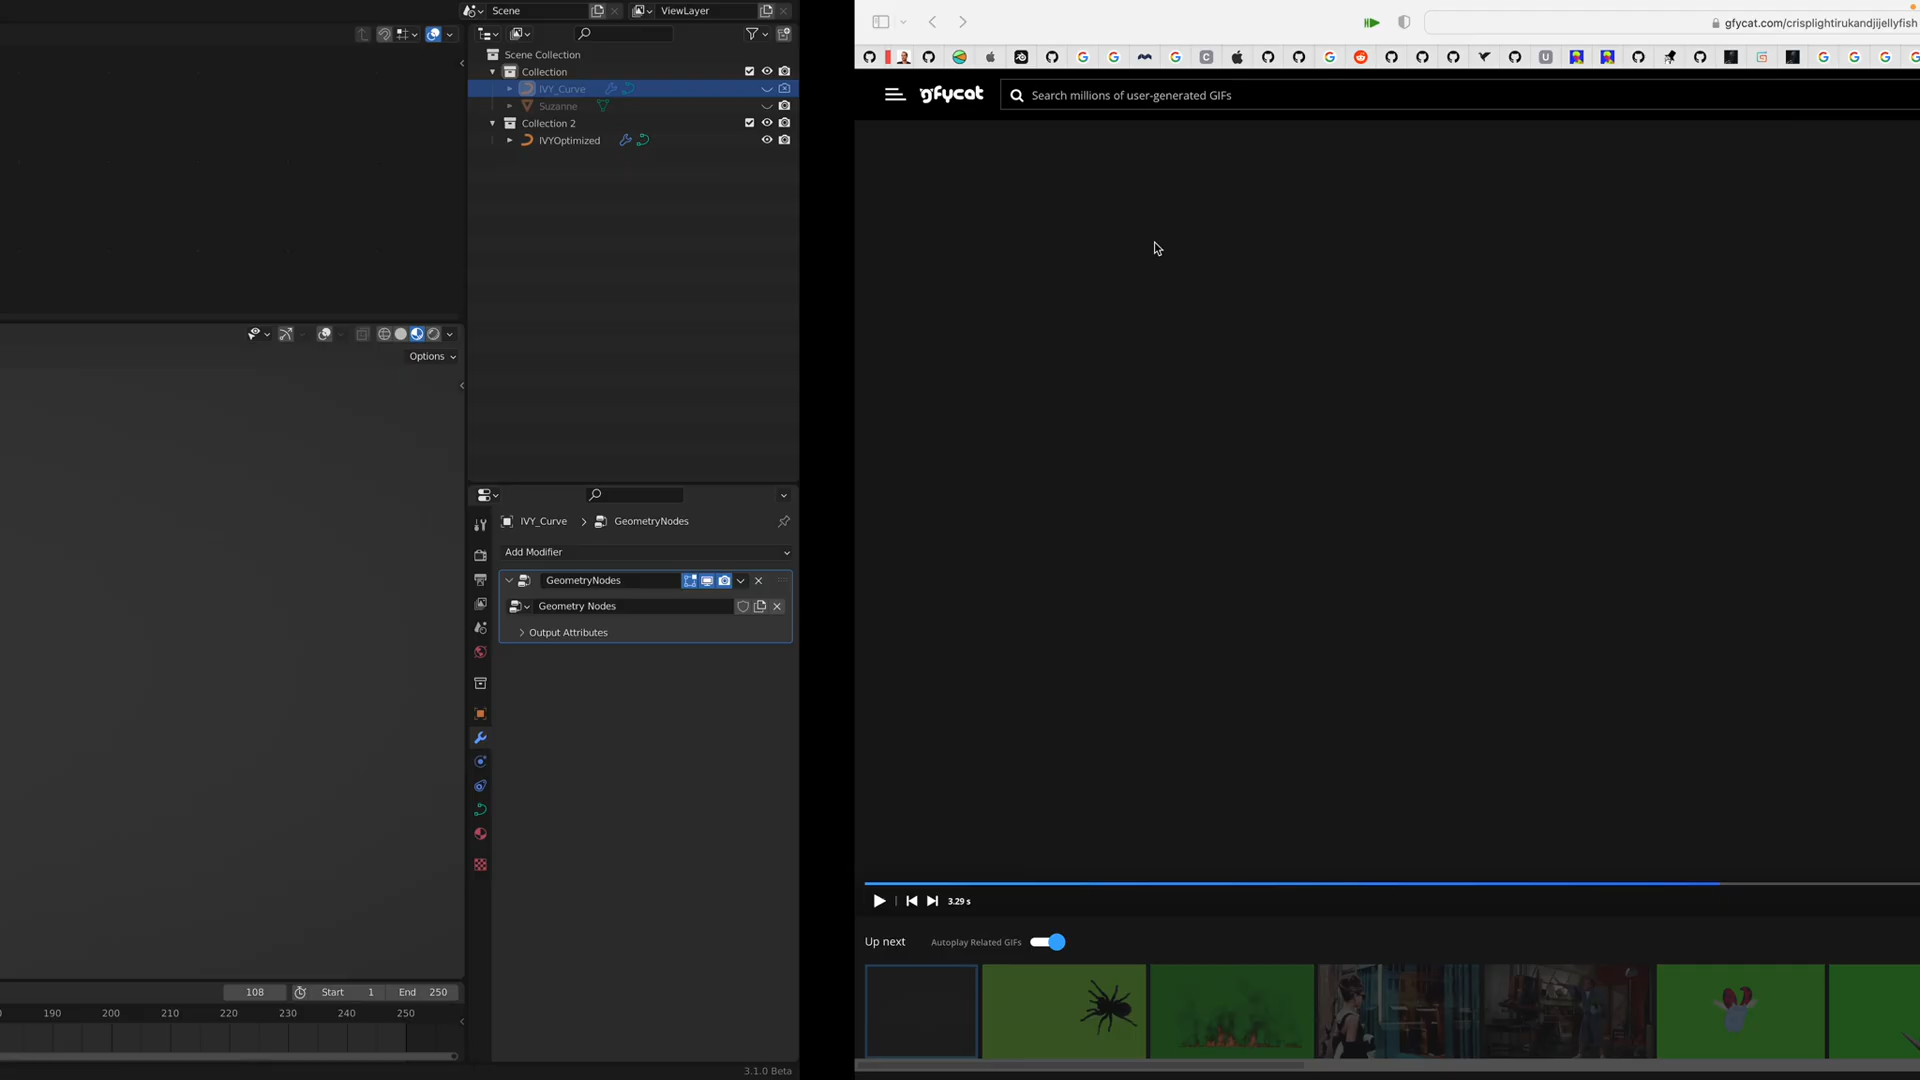 Scene
ViewLayer
Scene Collection
Collection
IVY_Curve
Suzanne
Collection 2
IVYOptimized
Options
IVY_Curve
GeometryNodes
Add Modifier
GeometryNodes
Geometry Nodes
Output Attributes
108
Start 1
End 250
190 200 210 220 230 240 250
3.1.0 Beta
gfycat.com/crisplightirukandjijellyfish
gfycat
Search millions of user-generated GIFs
3.29 s
Up next
Autoplay Related GIFs